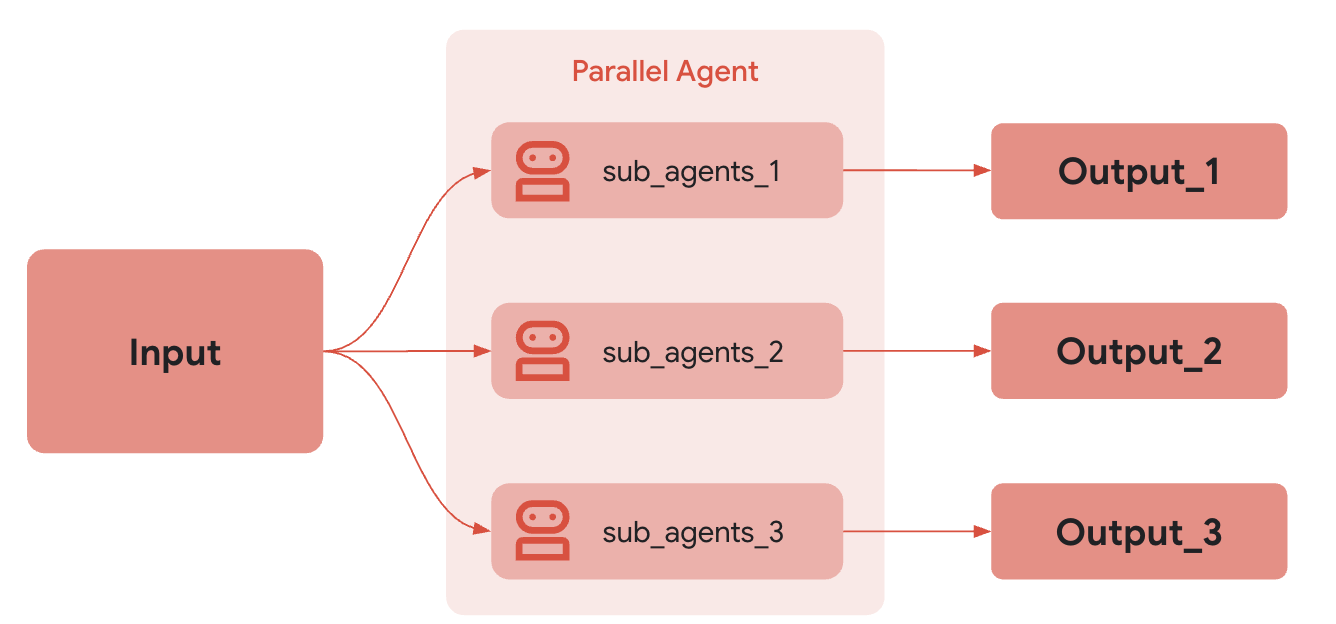 Parallel Agent
Input
sub_agents_1
Output_1
sub_agents_2
Output_2
sub_agents_3
Output_3